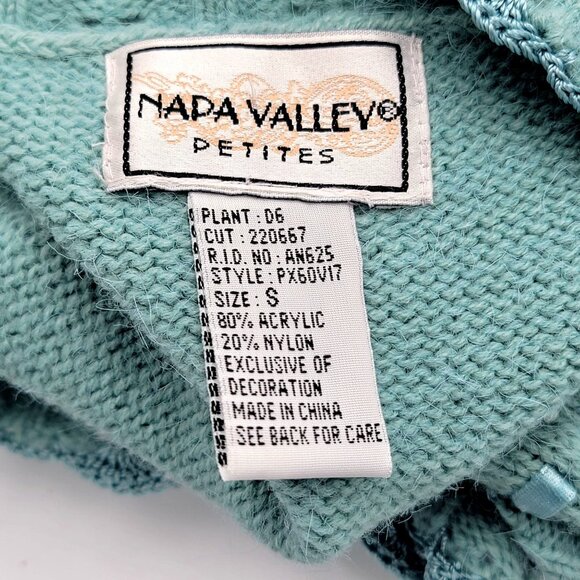 NAPA VALLEY®
PETITES
PLANT : D6
CUT : 220667
R.I.D. NO : AN625
STYLE : PX60V17
SIZE : S
80% ACRYLIC
20% NYLON
EXCLUSIVE OF
DECORATION
MADE IN CHINA
SEE BACK FOR CARE